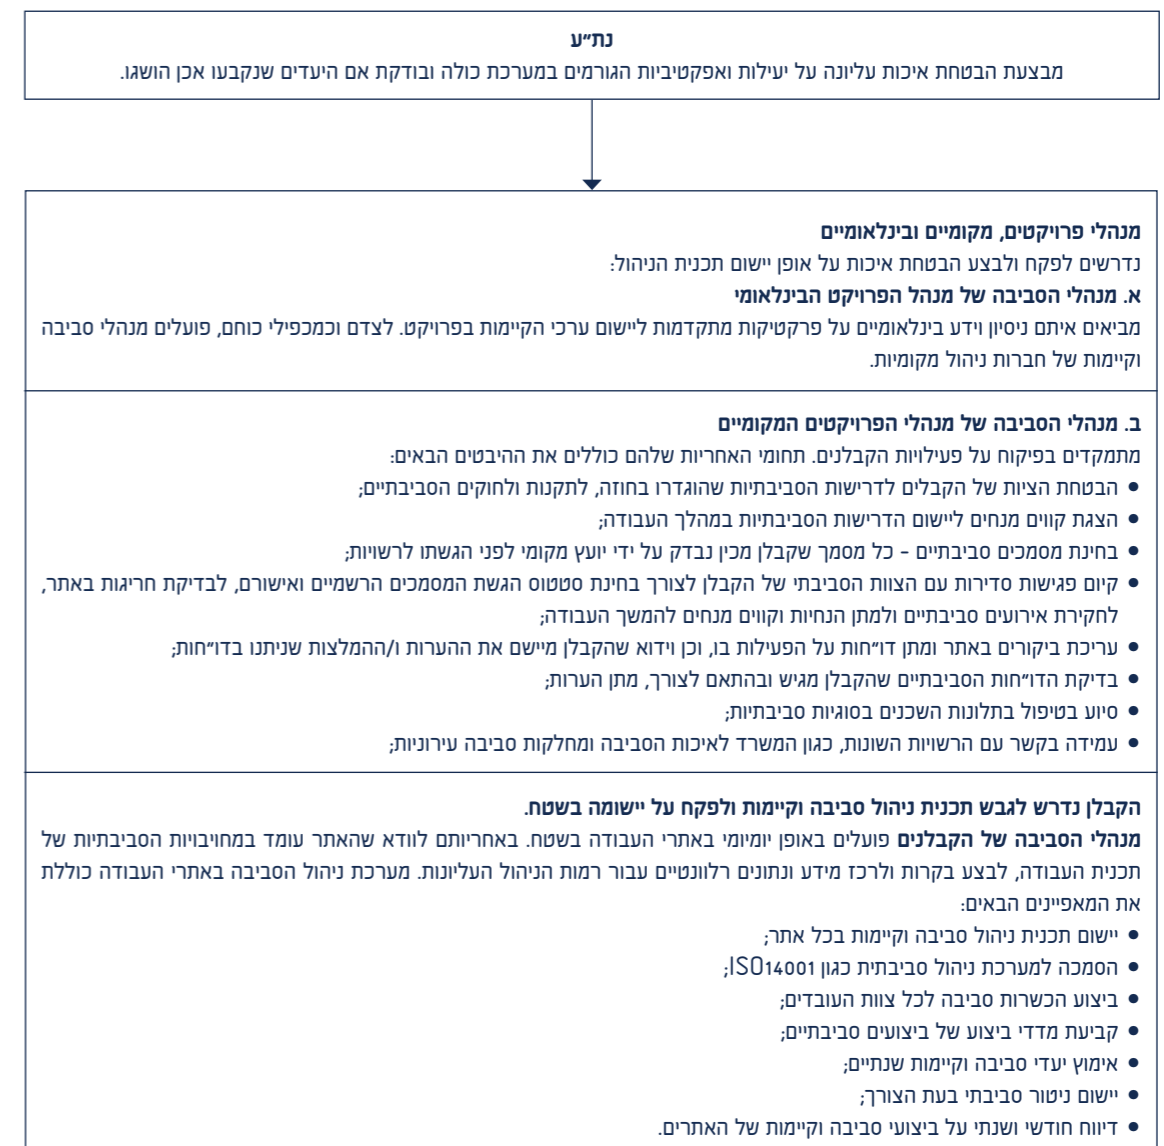 נת״ע
מבצעת הבטחת איכות עליונה על יעילות ואפקטיביות הגורמים במערכת כולה ובודקת אם היעדים שנקבעו אכן הושגו.
מנהלי פרויקטים, מקומיים ובינלאומיים
נדרשים לפקח ולבצע הבטחת איכות על אופן יישום תכנית הניהול:
א. מנהלי הסביבה של מנהל הפרויקט הבינלאומי
מביאים איתם ניסיון וידע בינלאומיים על פרקטיקות מתקדמות ליישום ערכי הקיימות בפרויקט. לצדם וכמכפילי כוחם, פועלים מנהלי סביבה
וקיימות של חברות ניהול מקומיות.
ב. מנהלי הסביבה של מנהלי הפרויקטים המקומיים
מתמקדים בפיקוח על פעילויות הקבלנים. תחומי האחריות שלהם כוללים את ההיבטים הבאים:
• הבטחת הציות של הקבלים לדרישות הסביבתיות שהוגדרו בחוזה, לתקנות ולחוקים הסביבתיים;
• הצגת קווים מנחים ליישום הדרישות הסביבתיות במהלך העבודה;
• בחינת מסמכים סביבתיים – כל מסמך שקבלן מכין נבדק על ידי יועץ מקומי לפני הגשתו לרשויות;
• קיום פגישות סדירות עם הצוות הסביבתי של הקבלן לצורך בחינת סטטוס הגשת המסמכים הרשמיים ואישורם, לבדיקת חריגות באתר,
לחקירת אירועים סביבתיים ולמתן הנחיות וקווים מנחים להמשך העבודה;
• עריכת ביקורים באתר ומתן דו״חות על הפעילות בו, וכן וידוא שהקבלן מיישם את ההערות ו/ההמלצות שניתנו בדו״חות;
• בדיקת הדו״חות הסביבתיים שהקבלן מגיש ובהתאם לצורך, מתן הערות;
• סיוע בטיפול בתלונות השכנים בסוגיות סביבתיות;
• עמידה בקשר עם הרשויות השונות, כגון המשרד לאיכות הסביבה ומחלקות סביבה עירוניות;
הקבלן נדרש לגבש תכנית ניהול סביבה וקיימות ולפקח על יישומה בשטח.
מנהלי הסביבה של הקבלנים פועלים באופן יומיומי באתרי העבודה בשטח. באחריותם לוודא שהאתר עומד במחויבויות הסביבתיות של
תכנית העבודה, לבצע בקרות ולרכז מידע ונתונים רלוונטיים עבור רמות הניהול העליונות. מערכת ניהול הסביבה באתרי העבודה כוללת
את המאפיינים הבאים:
• יישום תכנית ניהול סביבה וקיימות בכל אתר;
• הסמכה למערכת ניהול סביבתית כגון ISO14001;
• ביצוע הכשרות סביבה לכל צוות העובדים;
• קביעת מדדי ביצוע של ביצועים סביבתיים;
• אימוץ יעדי סביבה וקיימות שנתיים;
• יישום ניטור סביבתי בעת הצורך;
• דיווח חודשי ושנתי על ביצועי סביבה וקיימות של האתרים.